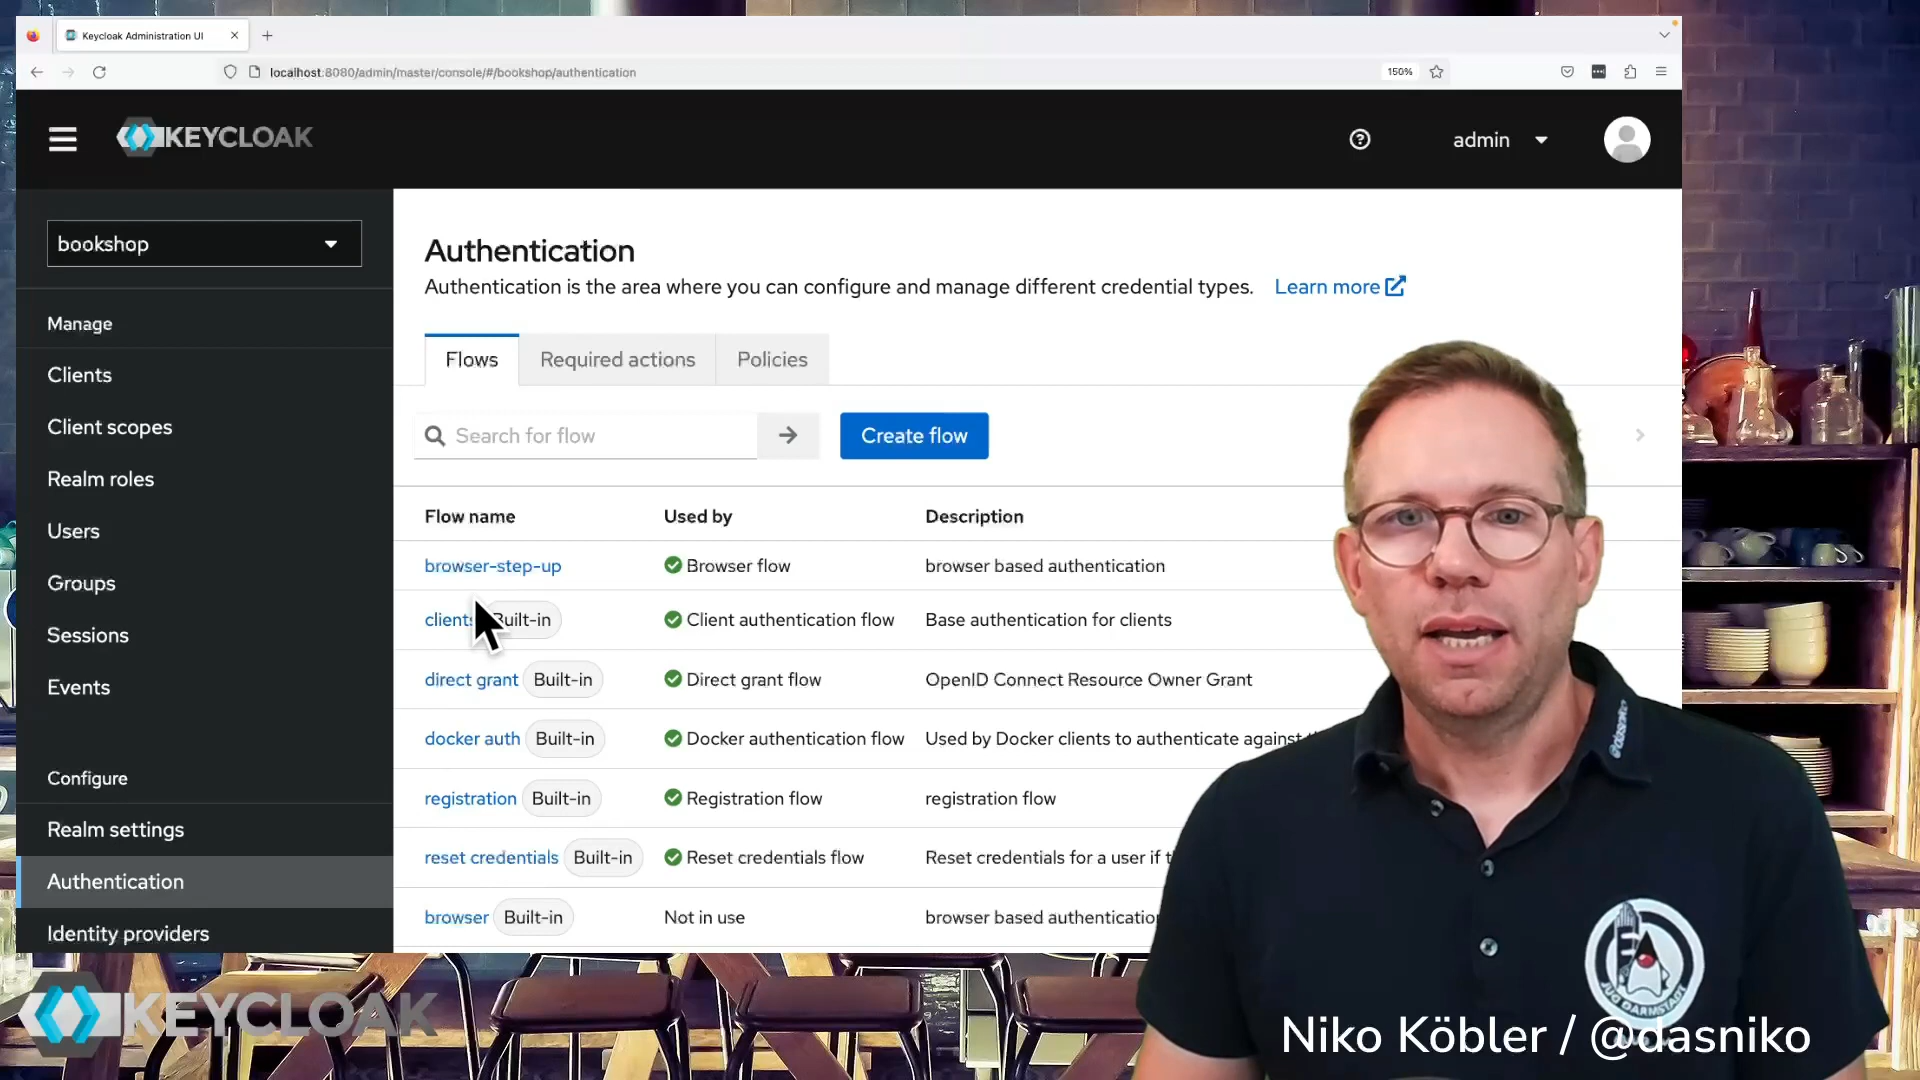 Keycloak Administration UI
localhost:8080/admin/master/console/#/bookshop/authentication
150%
KEYCLOAK
admin
bookshop
Manage
Clients
Client scopes
Realm roles
Users
Groups
Sessions
Events
Configure
Realm settings
Authentication
Identity providers
Authentication
Authentication is the area where you can configure and manage different credential types. Learn more
Flows Required actions Policies
Search for flow Create flow
Flow name Used by Description
browser-step-up Browser flow browser based authentication
clients Built-in Client authentication flow Base authentication for clients
direct grant Built-in Direct grant flow OpenID Connect Resource Owner Grant
docker auth Built-in Docker authentication flow Used by Docker clients to authenticate against
registration Built-in Registration flow registration flow
reset credentials Built-in Reset credentials flow Reset credentials for a user if
browser Built-in Not in use browser based authentication
@dasniko
JUG DARMSTADT
KEYCLOAK
Niko Köbler / @dasniko